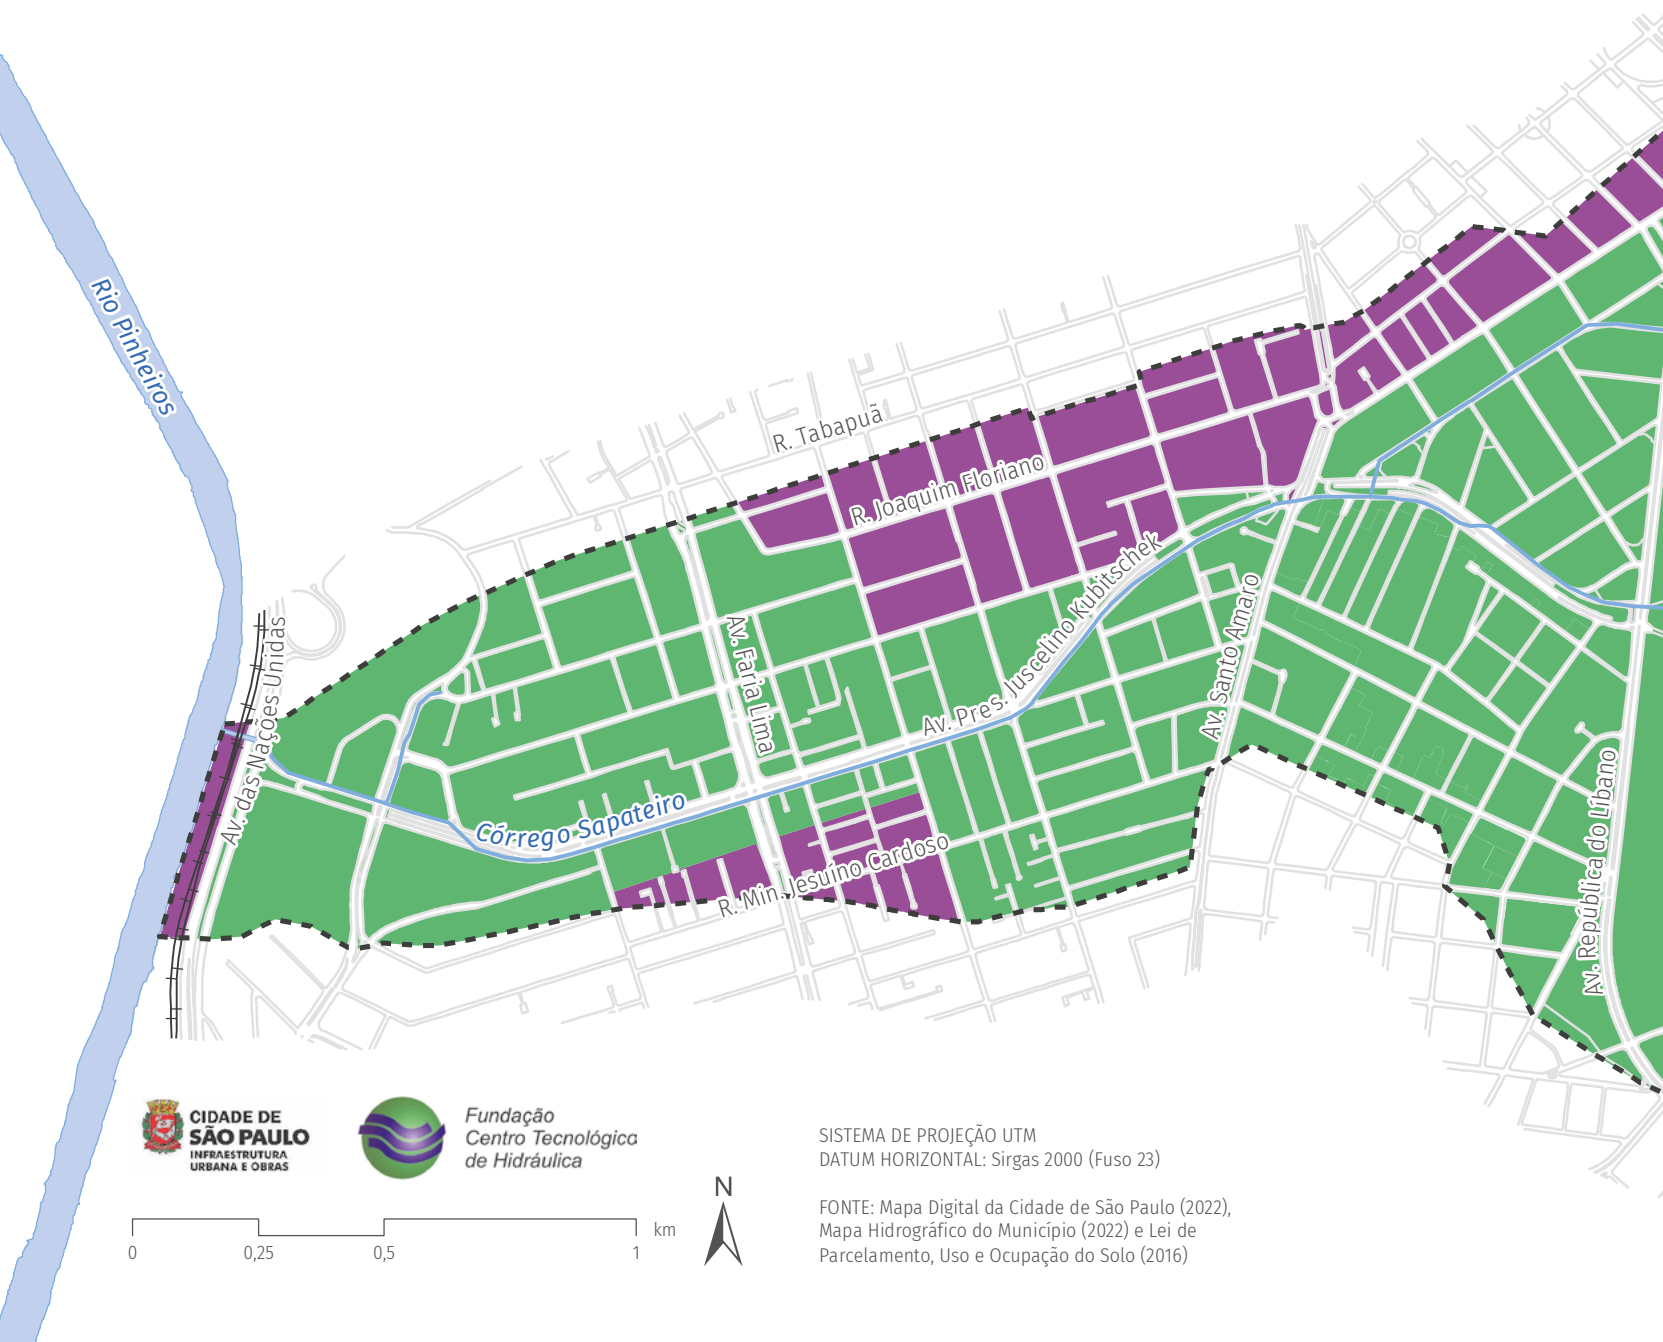 Rio Pinheiros
R. Tabapuã
R. Joaquim Floriano
Av. Pres. Juscelino Kubitschek
Av. Faria Lima
Av. Santo Amaro
Av. das Nações Unidas
Córrego Sapateiro
R. Min. Jesuíno Cardoso
Av. República do Líbano
CIDADE DE
SÃO PAULO
INFRAESTRUTURA
URBANA E OBRAS
Fundação
Centro Tecnológico
de Hidráulica
N
km
0
0,25
0,5
1
SISTEMA DE PROJEÇÃO UTM
DATUM HORIZONTAL: Sirgas 2000 (Fuso 23)
FONTE: Mapa Digital da Cidade de São Paulo (2022),
Mapa Hidrográfico do Município (2022) e Lei de
Parcelamento, Uso e Ocupação do Solo (2016)